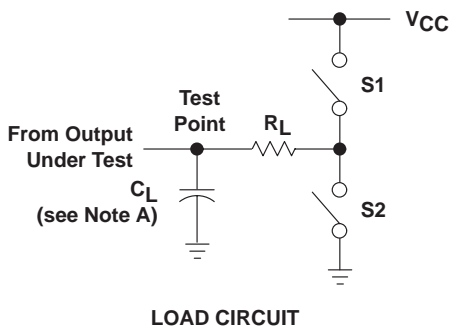 VCC
S1
Test
Point
RL
From Output
Under Test
CL
(see Note A)
S2
LOAD CIRCUIT